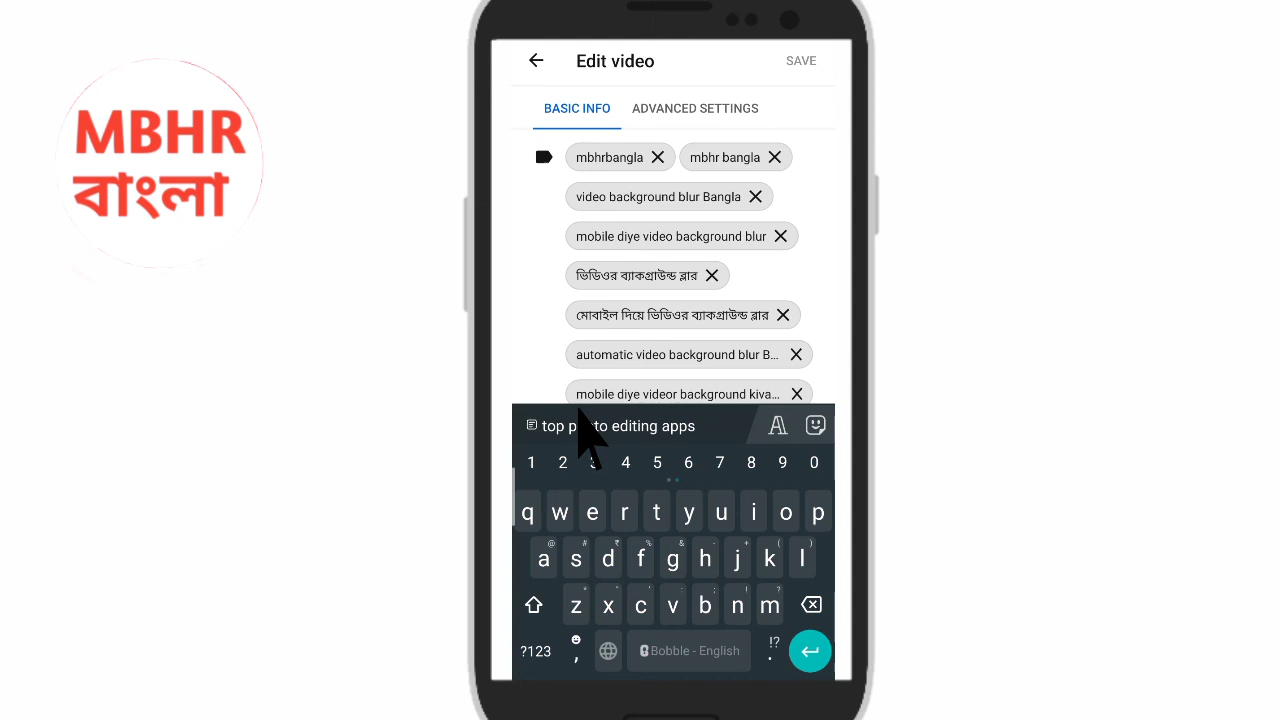 MBHR
বাংলা
Edit video
SAVE
BASIC INFO
ADVANCED SETTINGS
mbhrbangla
mbhr bangla
video background blur Bangla
mobile diye video background blur
ভিডিওর ব্যাকগ্রাউন্ড ব্লার
মোবাইল দিয়ে ভিডিওর ব্যাকগ্রাউন্ড ব্লার
automatic video background blur B...
mobile diye videor background kiva...
top editing apps
1 2 3 4 5 6 7 8 9 0
q w e r t y u i o p
@ # ₹ % & - + ( )
a s d f g h j k l
* " ' : ; ! ?
z x c v b n m
?123 , Bobble - English !? .